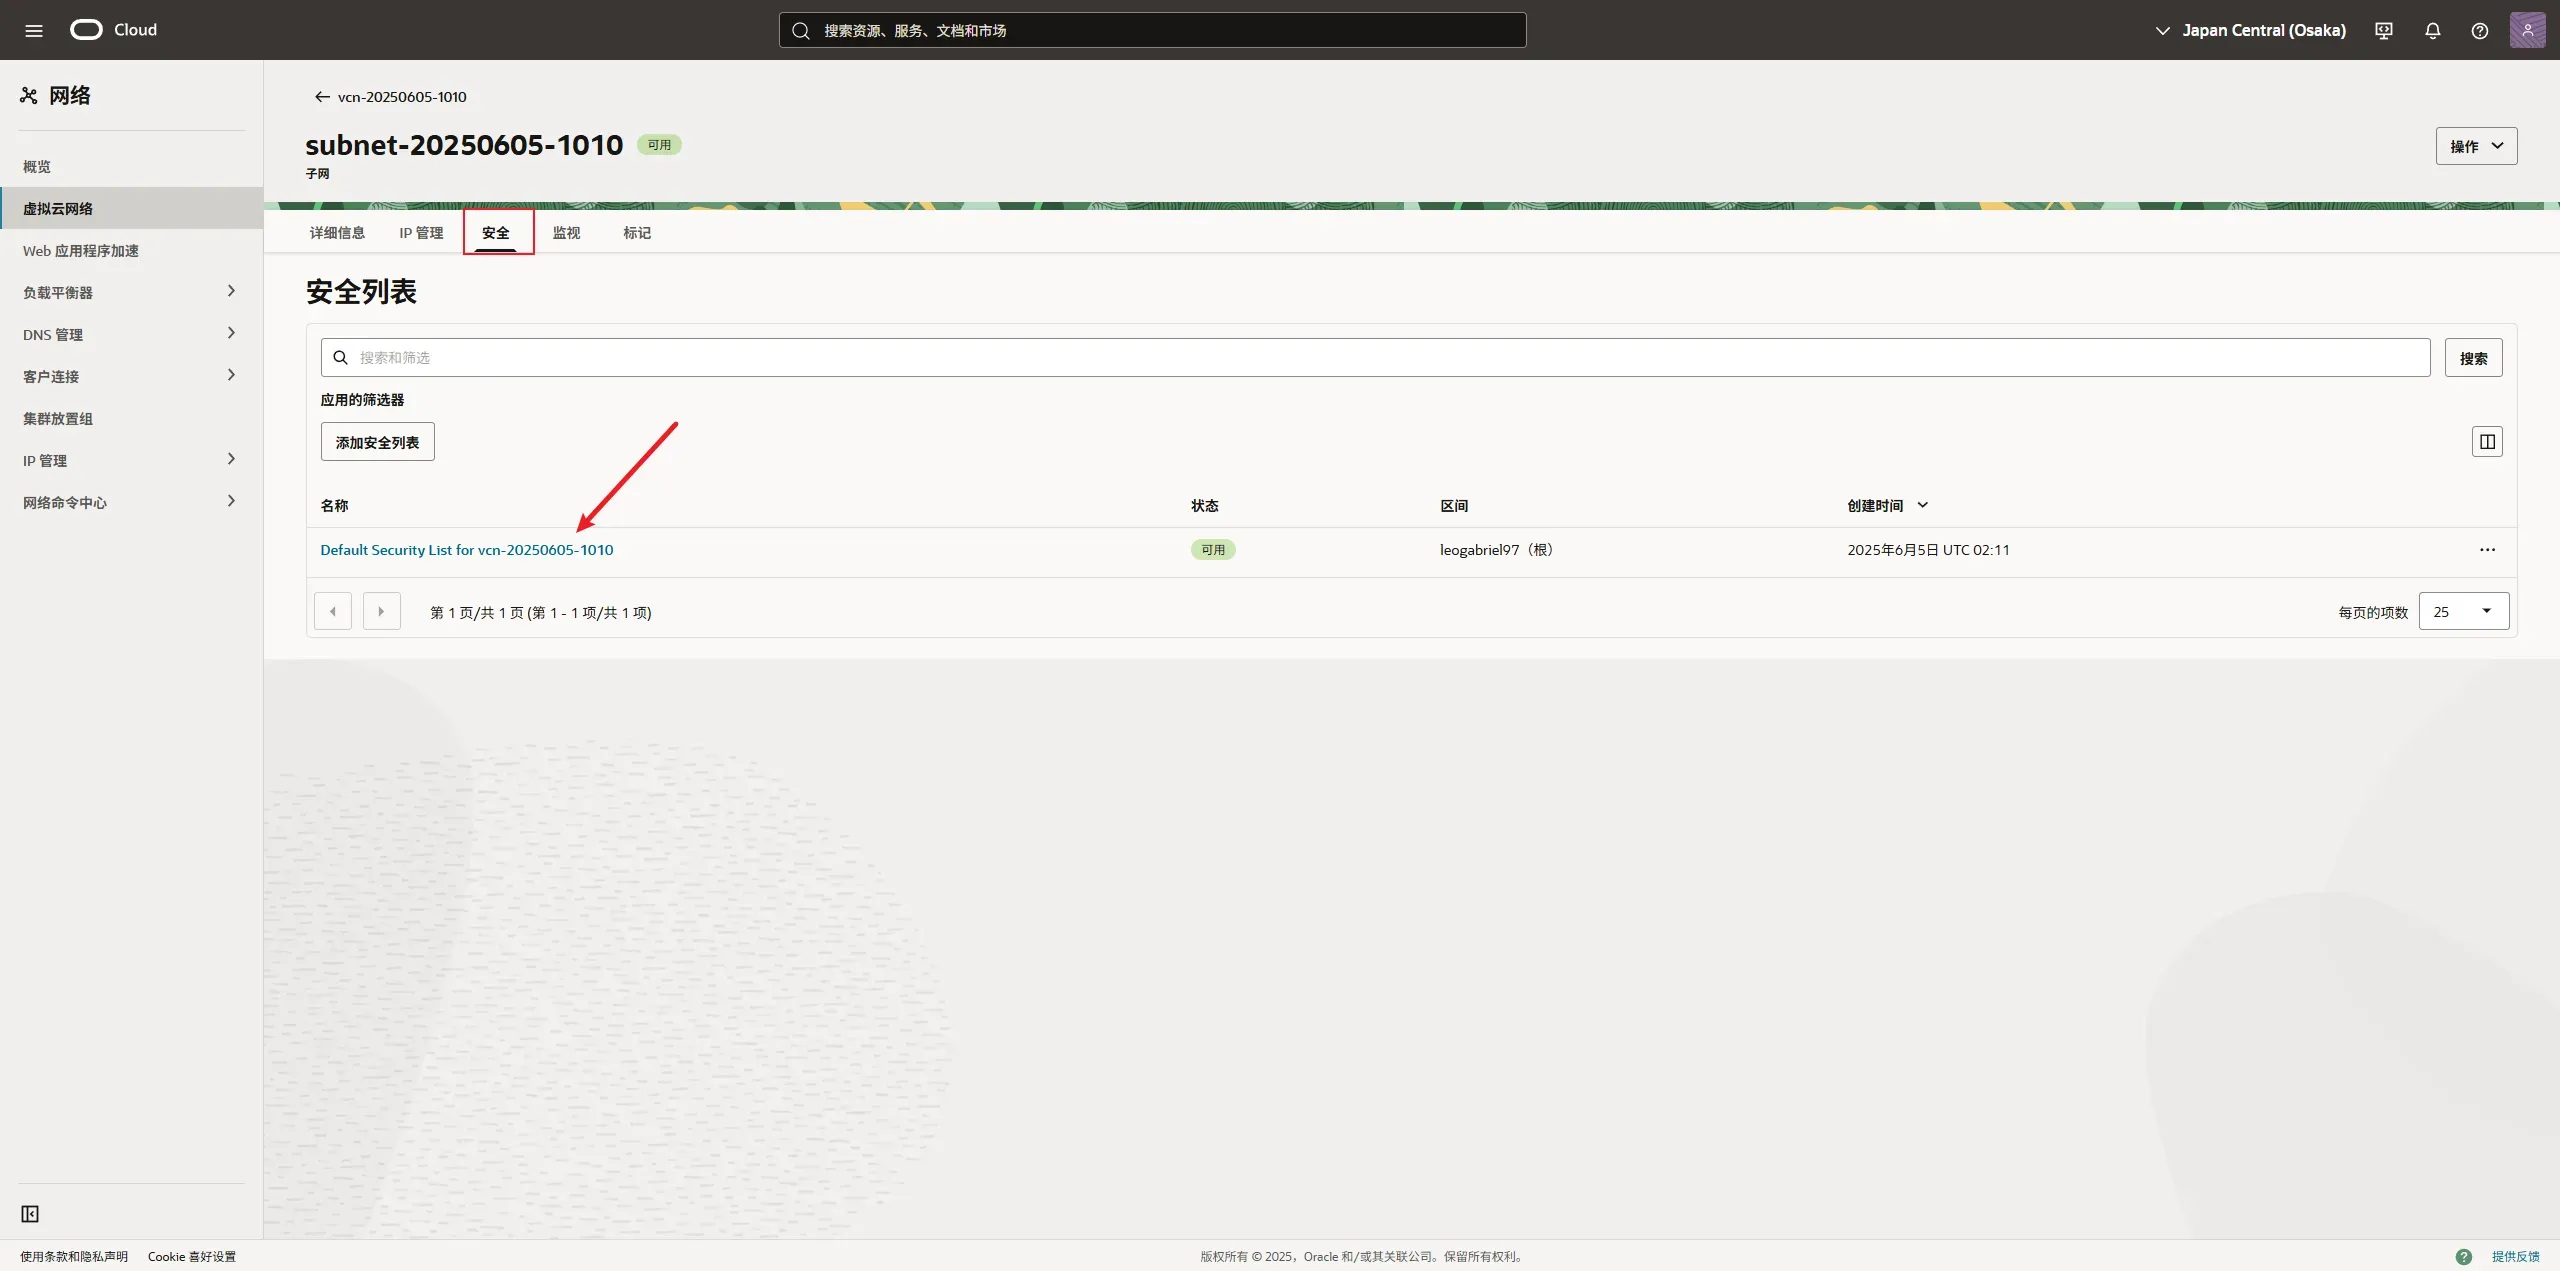 Cloud
搜索资源、服务、文档和市场
Japan Central (Osaka)
网络
概览
虚拟云网络
Web 应用程序加速
负载平衡器
DNS 管理
客户连接
集群放置组
IP 管理
网络命令中心
vcn-20250605-1010
subnet-20250605-1010 可用
子网
操作
详细信息 IP 管理 安全 监视 标记
安全列表
搜索和筛选
搜索
应用的筛选器
添加安全列表
名称 状态 区间 创建时间
Default Security List for vcn-20250605-1010 可用 leogabriel97（根） 2025年6月5日 UTC 02:11
第 1 页/共 1 页 (第 1 - 1 项/共 1 项)
每页的项数 25
使用条款和隐私声明 Cookie 喜好设置
版权所有 © 2025，Oracle 和/或其关联公司。保留所有权利。
提供反馈